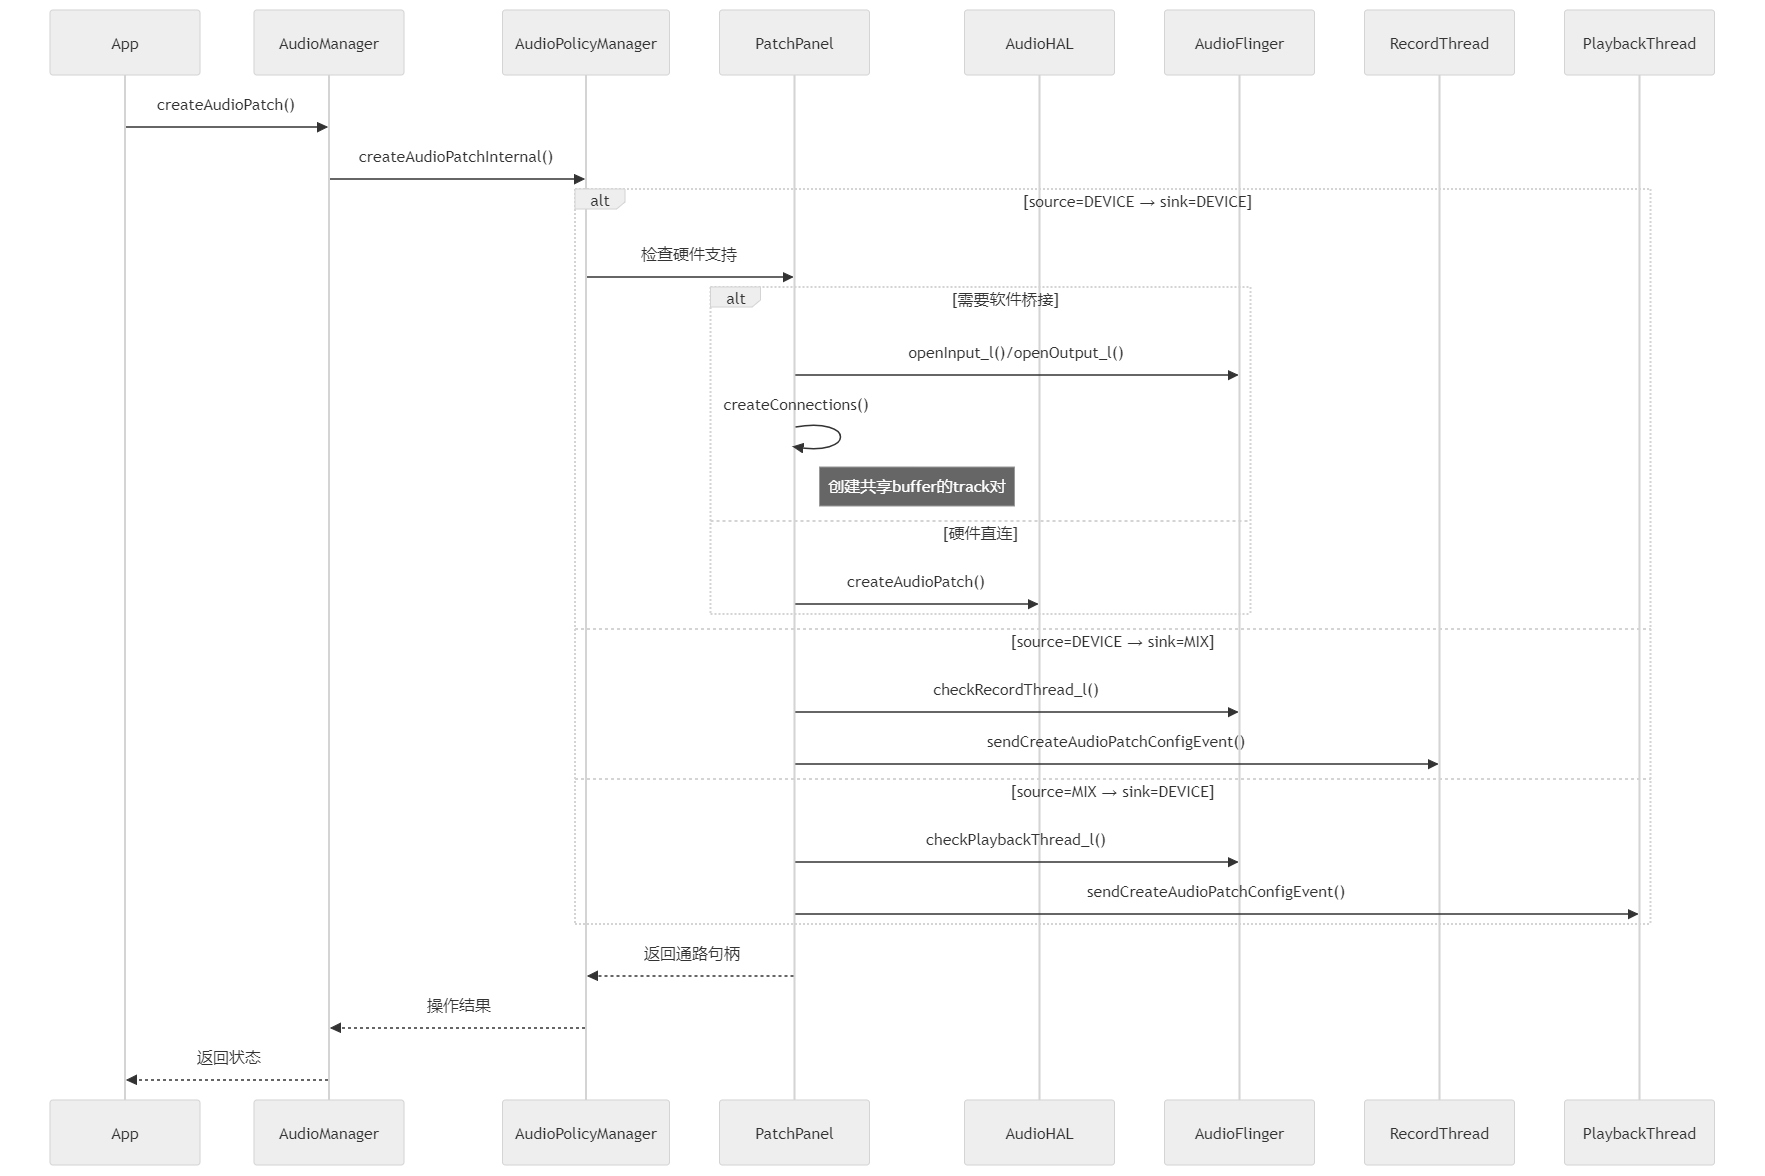 App
AudioManager
AudioPolicyManager
PatchPanel
AudioHAL
AudioFlinger
RecordThread
PlaybackThread
createAudioPatch()
createAudioPatchInternal()
alt
[source=DEVICE → sink=DEVICE]
检查硬件支持
alt
[需要软件桥接]
openInput_l()/openOutput_l()
createConnections()
创建共享buffer的track对
[硬件直连]
createAudioPatch()
[source=DEVICE → sink=MIX]
checkRecordThread_l()
sendCreateAudioPatchConfigEvent()
[source=MIX → sink=DEVICE]
checkPlaybackThread_l()
sendCreateAudioPatchConfigEvent()
返回通路句柄
操作结果
返回状态
App
AudioManager
AudioPolicyManager
PatchPanel
AudioHAL
AudioFlinger
RecordThread
PlaybackThread